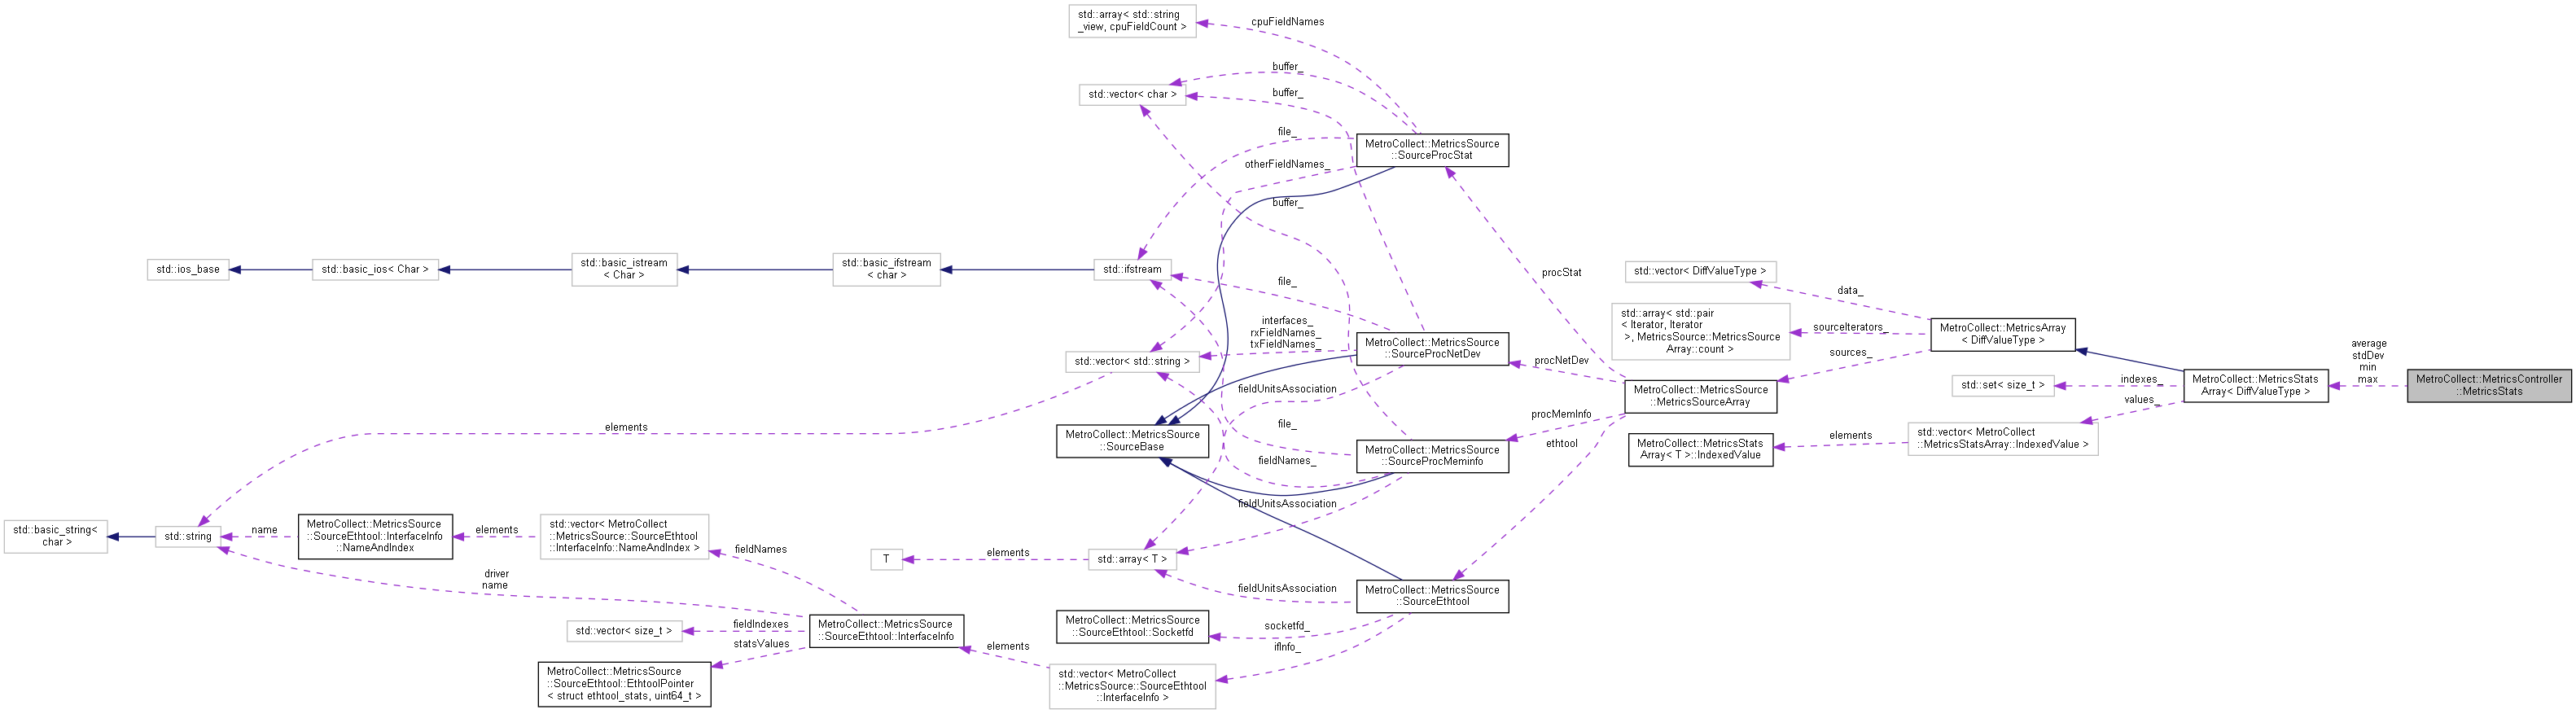 std::array< std::string
_view, cpuFieldCount >
cpuFieldNames
buffer_
std::vector< char >
buffer_
file_
MetroCollect::MetricsSource
::SourceProcStat
otherFieldNames_
buffer_
std::ios_base
std::basic_ios< Char >
std::basic_istream
< Char >
std::basic_ifstream
< char >
std::ifstream
procStat
std::vector< DiffValueType >
data_
file_
std::array< std::pair
< Iterator, Iterator
>, MetricsSource::MetricsSource
Array::count >
sourceIterators_
MetroCollect::MetricsArray
< DiffValueType >
interfaces_
rxFieldNames_
txFieldNames_
MetroCollect::MetricsSource
::SourceProcNetDev
std::vector< std::string >
procNetDev
sources_
average
stdDev
min
max
fieldUnitsAssociation
MetroCollect::MetricsSource
::MetricsSourceArray
std::set< size_t >
indexes_
MetroCollect::MetricsStats
Array< DiffValueType >
MetroCollect::MetricsController
::MetricsStats
values_
elements
MetroCollect::MetricsSource
::SourceBase
file_
fieldNames_
MetroCollect::MetricsSource
::SourceProcMeminfo
procMemInfo
ethtool
MetroCollect::MetricsStats
Array< T >::IndexedValue
elements
std::vector< MetroCollect
::MetricsStatsArray::IndexedValue >
fieldUnitsAssociation
std::basic_string<
char >
std::string
name
MetroCollect::MetricsSource
::SourceEthtool::InterfaceInfo
::NameAndIndex
elements
std::vector< MetroCollect
::MetricsSource::SourceEthtool
::InterfaceInfo::NameAndIndex >
fieldNames
T
elements
std::array< T >
driver
name
fieldUnitsAssociation
MetroCollect::MetricsSource
::SourceEthtool
std::vector< size_t >
fieldIndexes
statsValues
MetroCollect::MetricsSource
::SourceEthtool::InterfaceInfo
MetroCollect::MetricsSource
::SourceEthtool::Socketfd
socketfd_
ifInfo_
elements
MetroCollect::MetricsSource
::SourceEthtool::EthtoolPointer
< struct ethtool_stats, uint64_t >
std::vector< MetroCollect
::MetricsSource::SourceEthtool
::InterfaceInfo >